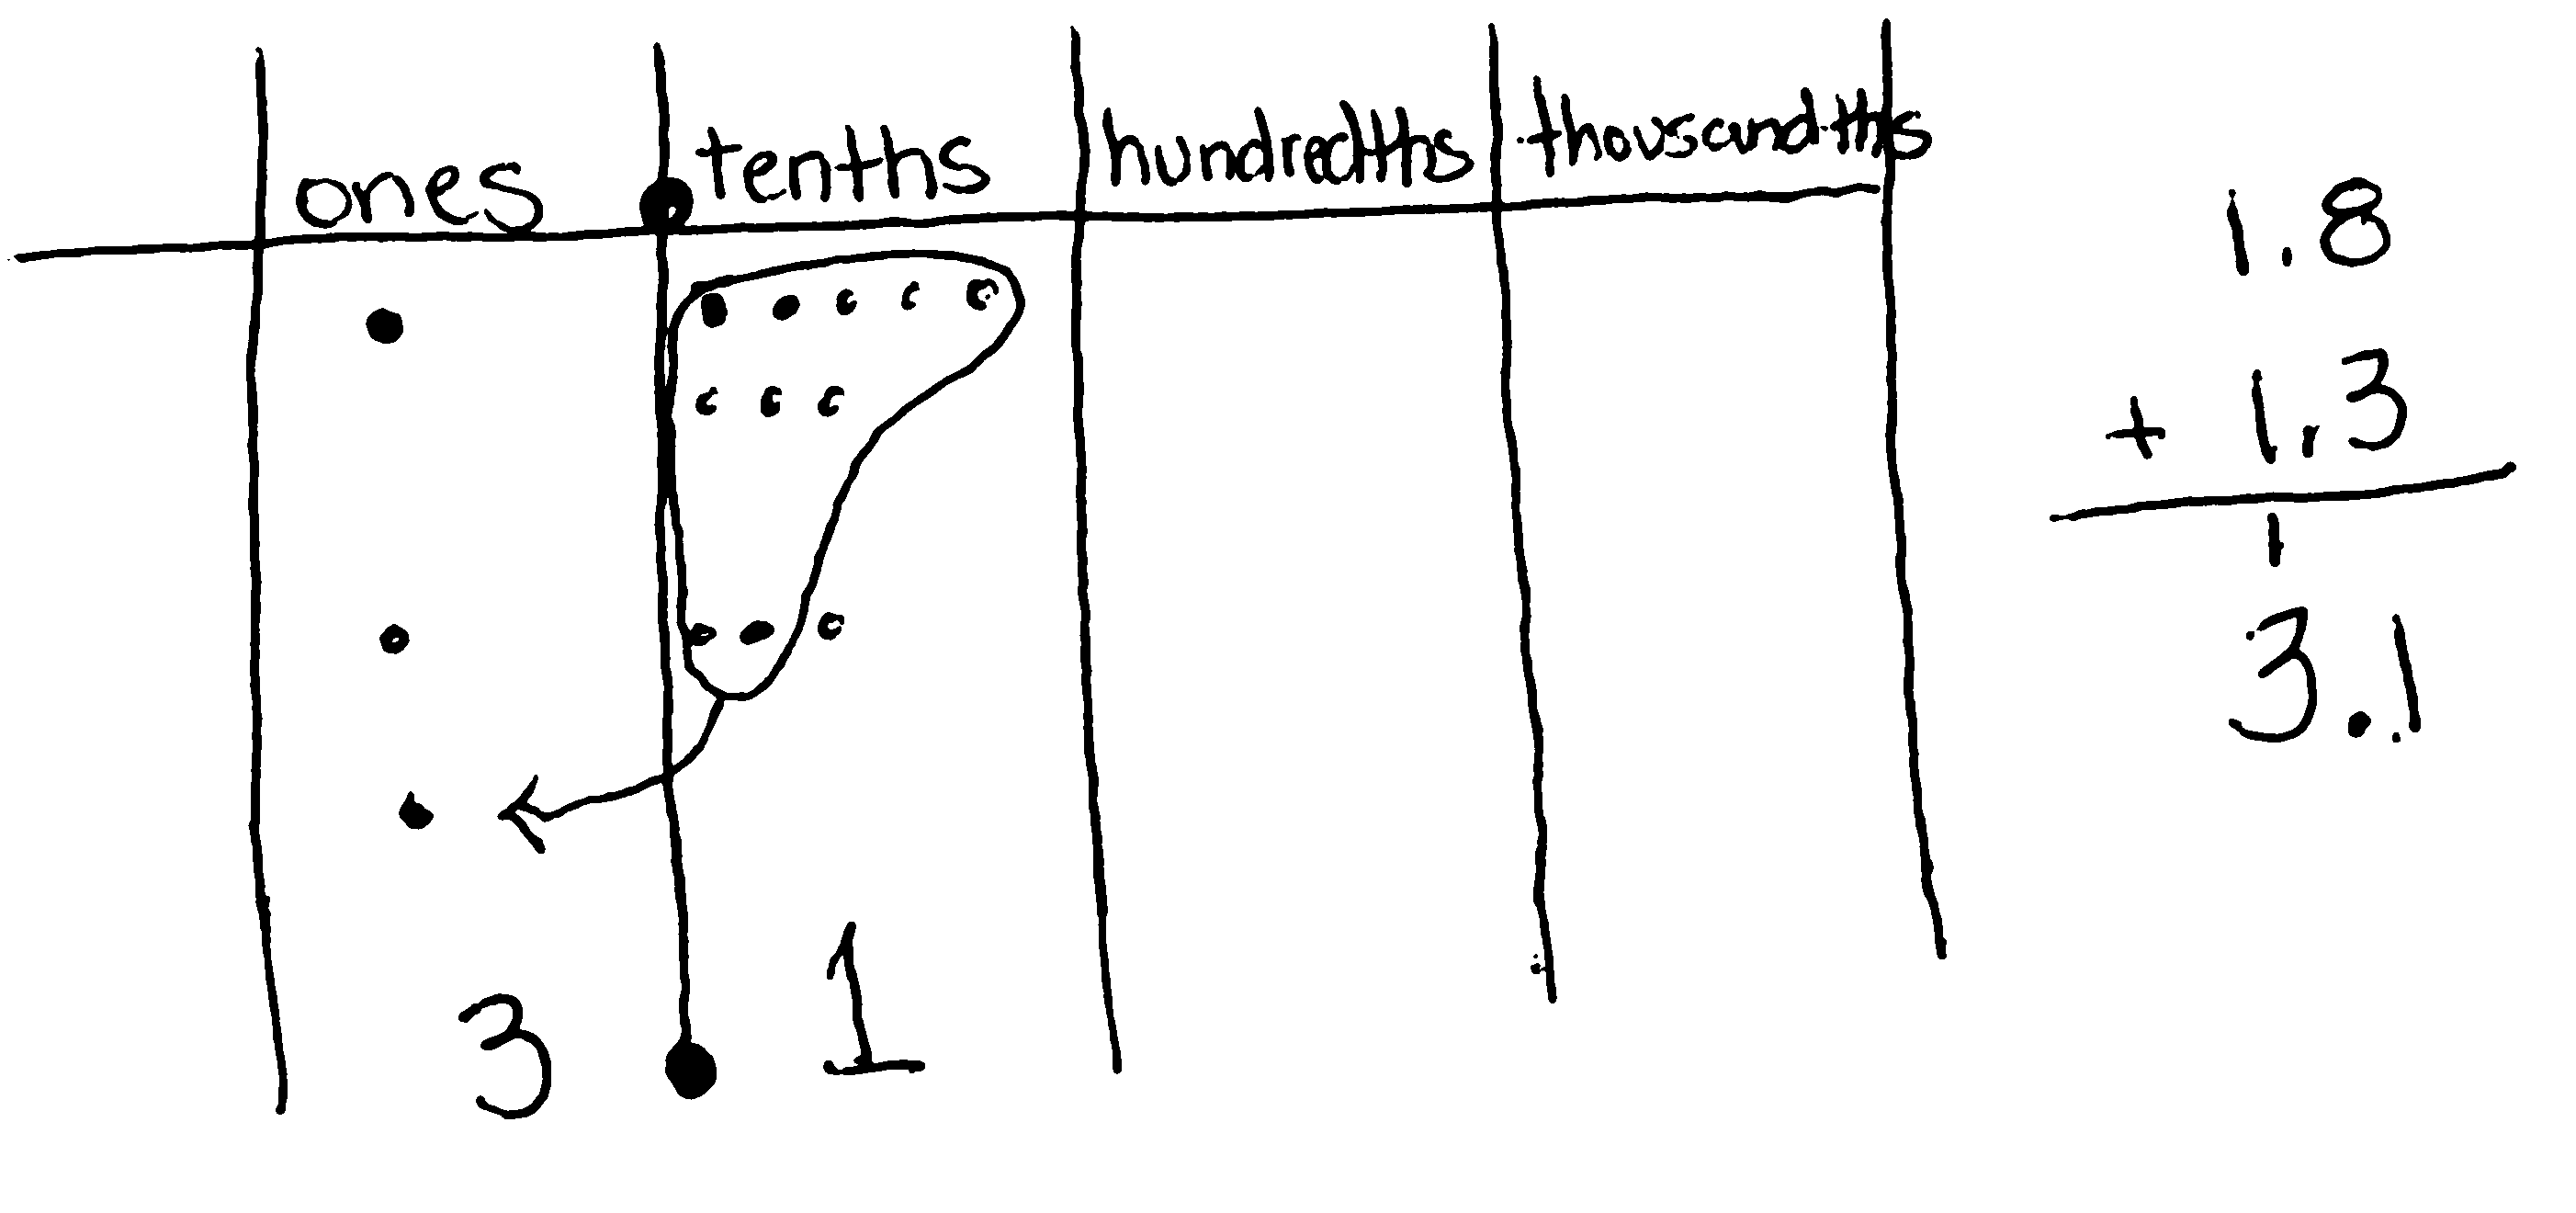 ones tenths hundredths thousandths
1.8
+ 1.3
1
3.1
3 . 1